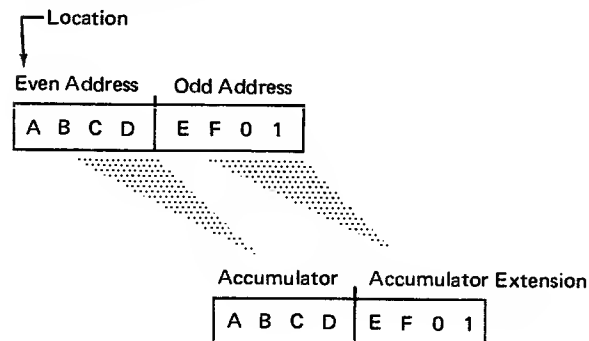 Location
Even Address Odd Address
A B C D E F 0 1
Accumulator Accumulator Extension
A B C D E F 0 1